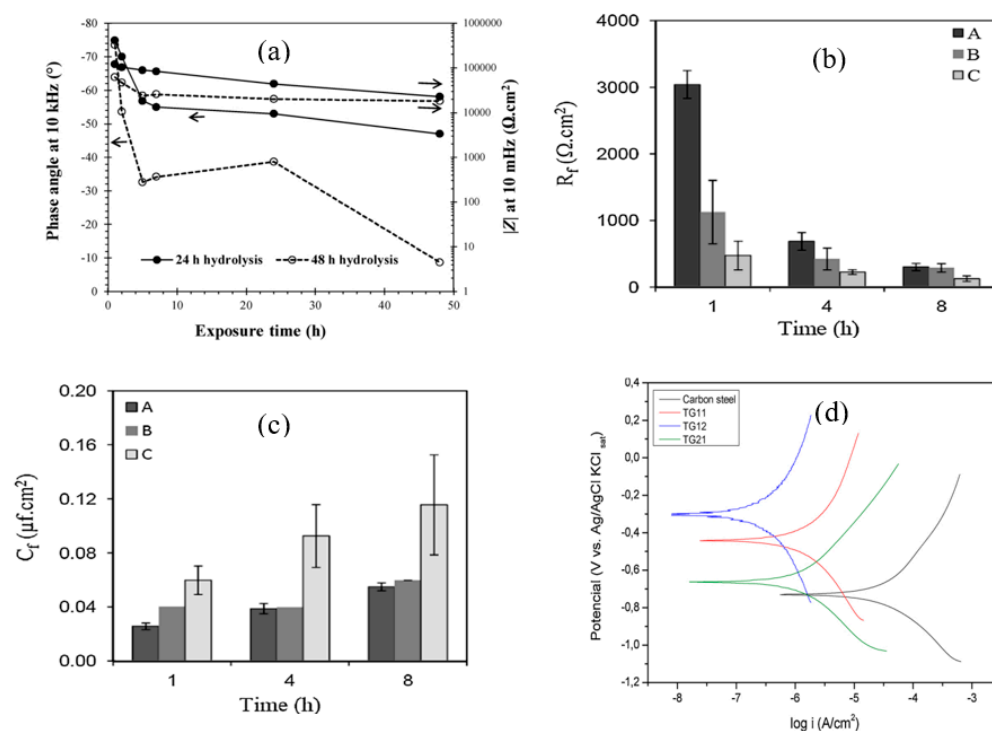 (a)
Phase angle at 10 kHz (°)
-80
-70
-60
-50
-40
-30
-20
-10
0
1000000
100000
10000
1000
100
10
1
|Z| at 10 mHz (Ω.cm²)
24 h hydrolysis
48 h hydrolysis
0
10
20
30
40
50
Exposure time (h)
(b)
A
B
C
R_f (Ω.cm²)
4000
3000
2000
1000
0
1
4
8
Time (h)
(c)
A
B
C
C_f (µf.cm²)
0.20
0.16
0.12
0.08
0.04
0.00
1
4
8
Time (h)
(d)
Carbon steel
TG11
TG12
TG21
Potencial (V vs. Ag/AgCl KCl_sat)
0,4
0,2
0,0
-0,2
-0,4
-0,6
-0,8
-1,0
-1,2
-8
-7
-6
-5
-4
-3
-2
log i (A/cm²)